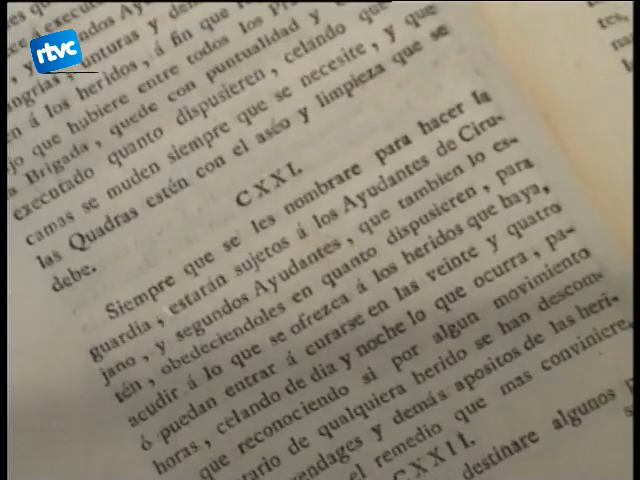 rtvc
sangrias, unturas y demas
en á los heridos, á fin que
ojo que hubiere entre todos los
Brigada, quede con puntualidad y
executado quanto dispusieren, celando que
camas se muden siempre que se necesite, y que
las Quadras estén con el aséo y limpieza que se
debe.
CXXI.
Siempre que se les nombrare para hacer la
guardia, estarán sujetos á los Ayudantes de Ciru-
jano, y segundos Ayudantes, que tambien lo es-
tén, obedeciendoles en quanto dispusieren, para
acudir á lo que se ofrezca á los heridos que haya,
ó puedan entrar á curarse en las veinte y quatro
horas, celando de dia y noche lo que ocurra, pa-
que reconociendo si por algun movimiento
de qualquiera herido se han descom-
y demás apositos de las heri-
el remedio que mas conviniere.
CXXII.
destinare algunos